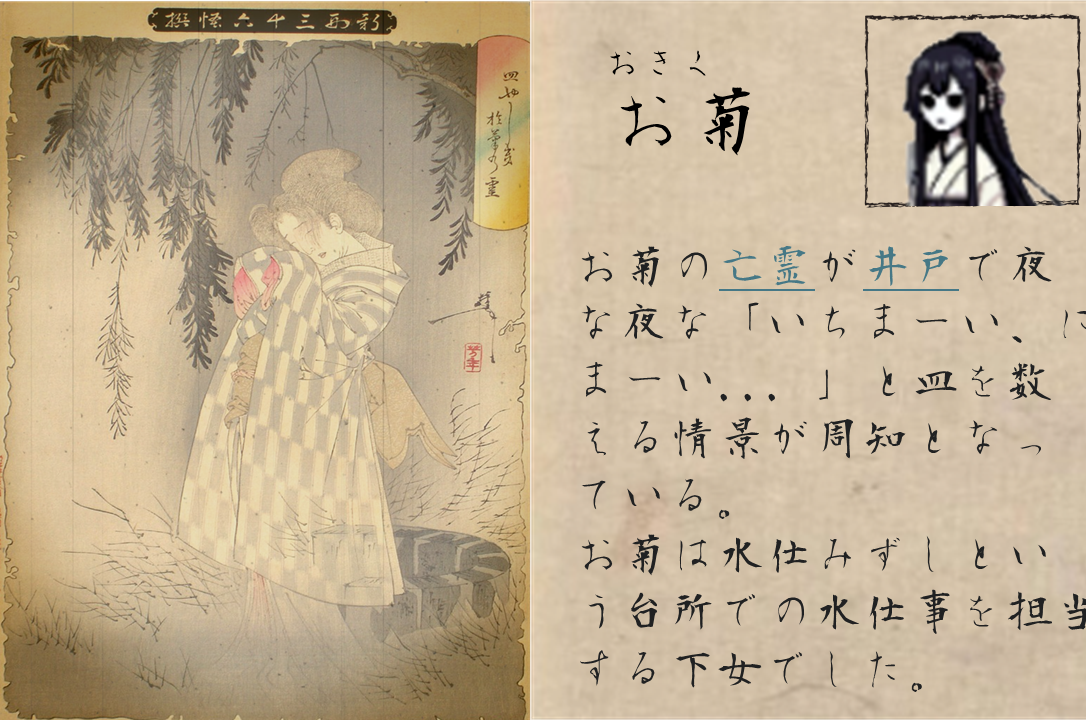 新形三十六怪撰
皿やしき
於菊の霊
芳年
おきく
お菊
お菊の亡霊が井戸で夜
な夜な「いちまーい、に
まーい...」と皿を数
える情景が周知となっ
ている。
お菊は水仕みずしとい
う台所での水仕事を担当
する下女でした。